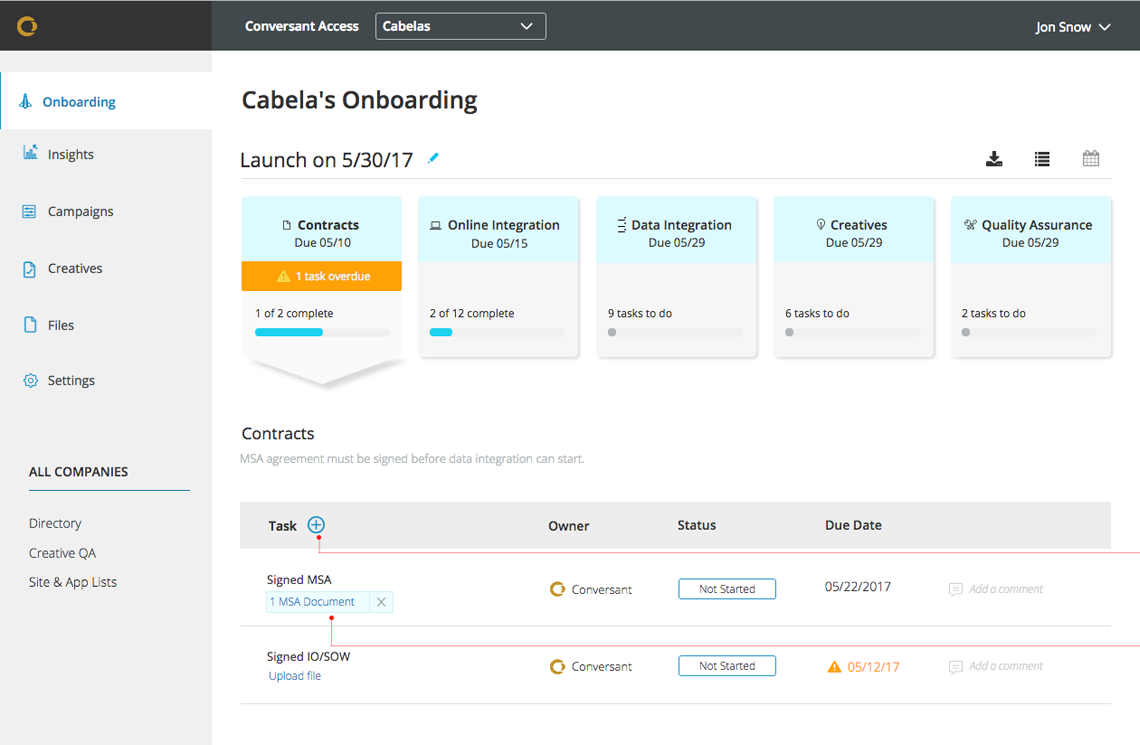 Conversant Access
Cabelas
Jon Snow
Onboarding
Insights
Campaigns
Creatives
Files
Settings
ALL COMPANIES
Directory
Creative QA
Site & App Lists
Cabela's Onboarding
Launch on 5/30/17
Contracts
Due 05/10
1 task overdue
1 of 2 complete
Online Integration
Due 05/15
2 of 12 complete
Data Integration
Due 05/29
9 tasks to do
Creatives
Due 05/29
6 tasks to do
Quality Assurance
Due 05/29
2 tasks to do
Contracts
MSA agreement must be signed before data integration can start.
Task Owner Status Due Date
Signed MSA
1 MSA Document
Conversant
Not Started
05/22/2017
Add a comment
Signed IO/SOW
Upload file
Conversant
Not Started
05/12/17
Add a comment